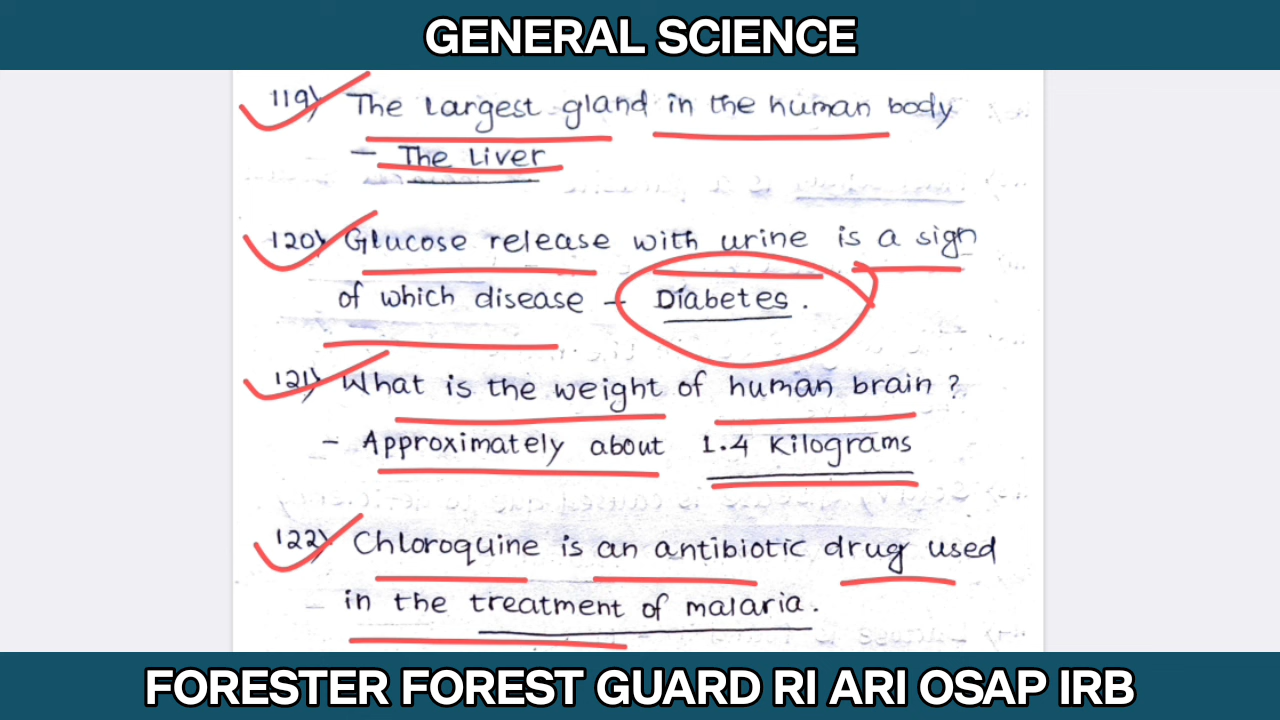 GENERAL SCIENCE
119) The Largest gland in the human body
- The Liver
120) Glucose release with urine is a sign
of which disease - Diabetes.
121) What is the weight of human brain ?
- Approximately about 1.4 Kilograms
122) Chloroquine is an antibiotic drug used
in the treatment of malaria.
FORESTER FOREST GUARD RI ARI OSAP IRB